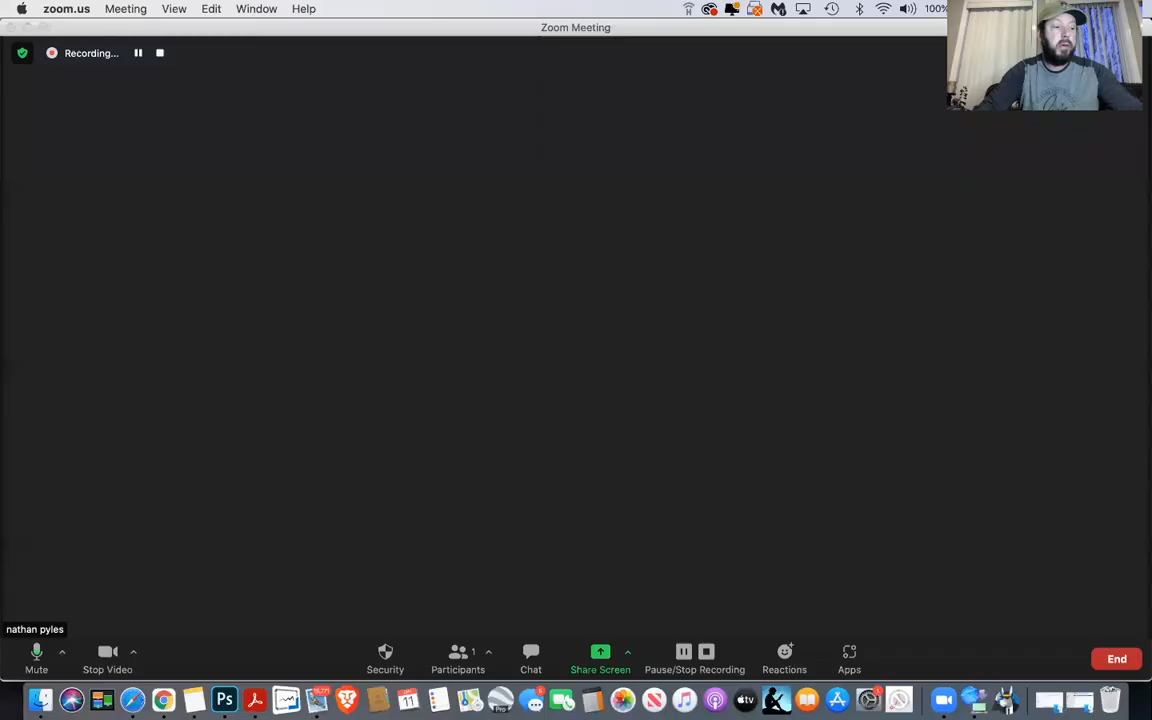 zoom.us Meeting View Edit Window Help 100%
Zoom Meeting
Recording...
nathan pyles
Mute
Stop Video
Security
Participants 1
Chat
Share Screen
Pause/Stop Recording
Reactions
Apps
End